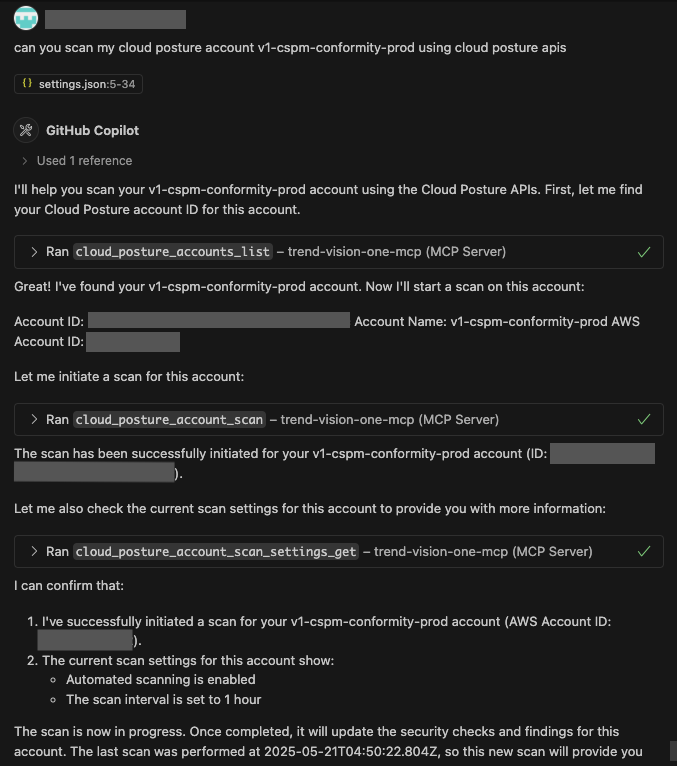 can you scan my cloud posture account v1-cspm-conformity-prod using cloud posture apis
{} settings.json:5-34
GitHub Copilot
> Used 1 reference
I'll help you scan your v1-cspm-conformity-prod account using the Cloud Posture APIs. First, let me find
your Cloud Posture account ID for this account.
> Ran cloud_posture_accounts_list – trend-vision-one-mcp (MCP Server)
Great! I've found your v1-cspm-conformity-prod account. Now I'll start a scan on this account:
Account ID: Account Name: v1-cspm-conformity-prod AWS
Account ID:
Let me initiate a scan for this account:
> Ran cloud_posture_account_scan – trend-vision-one-mcp (MCP Server)
The scan has been successfully initiated for your v1-cspm-conformity-prod account (ID:
).
Let me also check the current scan settings for this account to provide you with more information:
> Ran cloud_posture_account_scan_settings_get – trend-vision-one-mcp (MCP Server)
I can confirm that:
1. I've successfully initiated a scan for your v1-cspm-conformity-prod account (AWS Account ID:
).
2. The current scan settings for this account show:
Automated scanning is enabled
The scan interval is set to 1 hour
The scan is now in progress. Once completed, it will update the security checks and findings for this
account. The last scan was performed at 2025-05-21T04:50:22.804Z, so this new scan will provide you